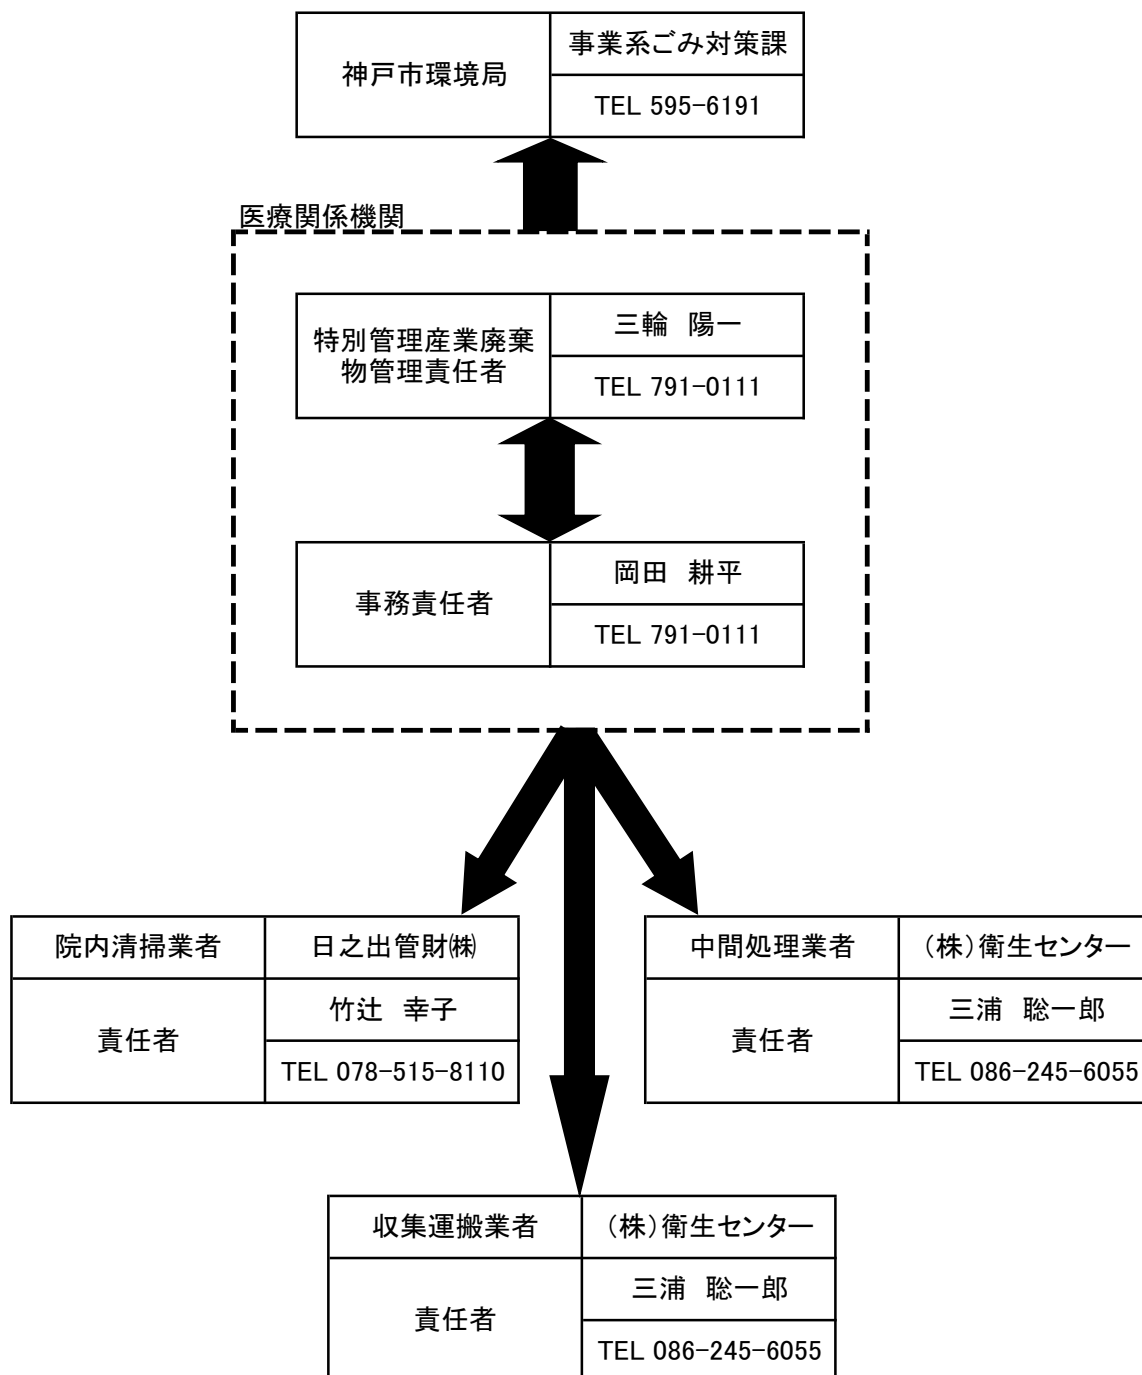 神戸市環境局
事業系ごみ対策課
TEL 595-6191
医療関係機関
特別管理産業廃棄
物管理責任者
三輪　陽一
TEL 791-0111
事務責任者
岡田　耕平
TEL 791-0111
院内清掃業者
日之出管財㈱
責任者
竹辻　幸子
TEL 078-515-8110
中間処理業者
（株）衛生センター
責任者
三浦　聡一郎
TEL 086-245-6055
収集運搬業者
（株）衛生センター
責任者
三浦　聡一郎
TEL 086-245-6055